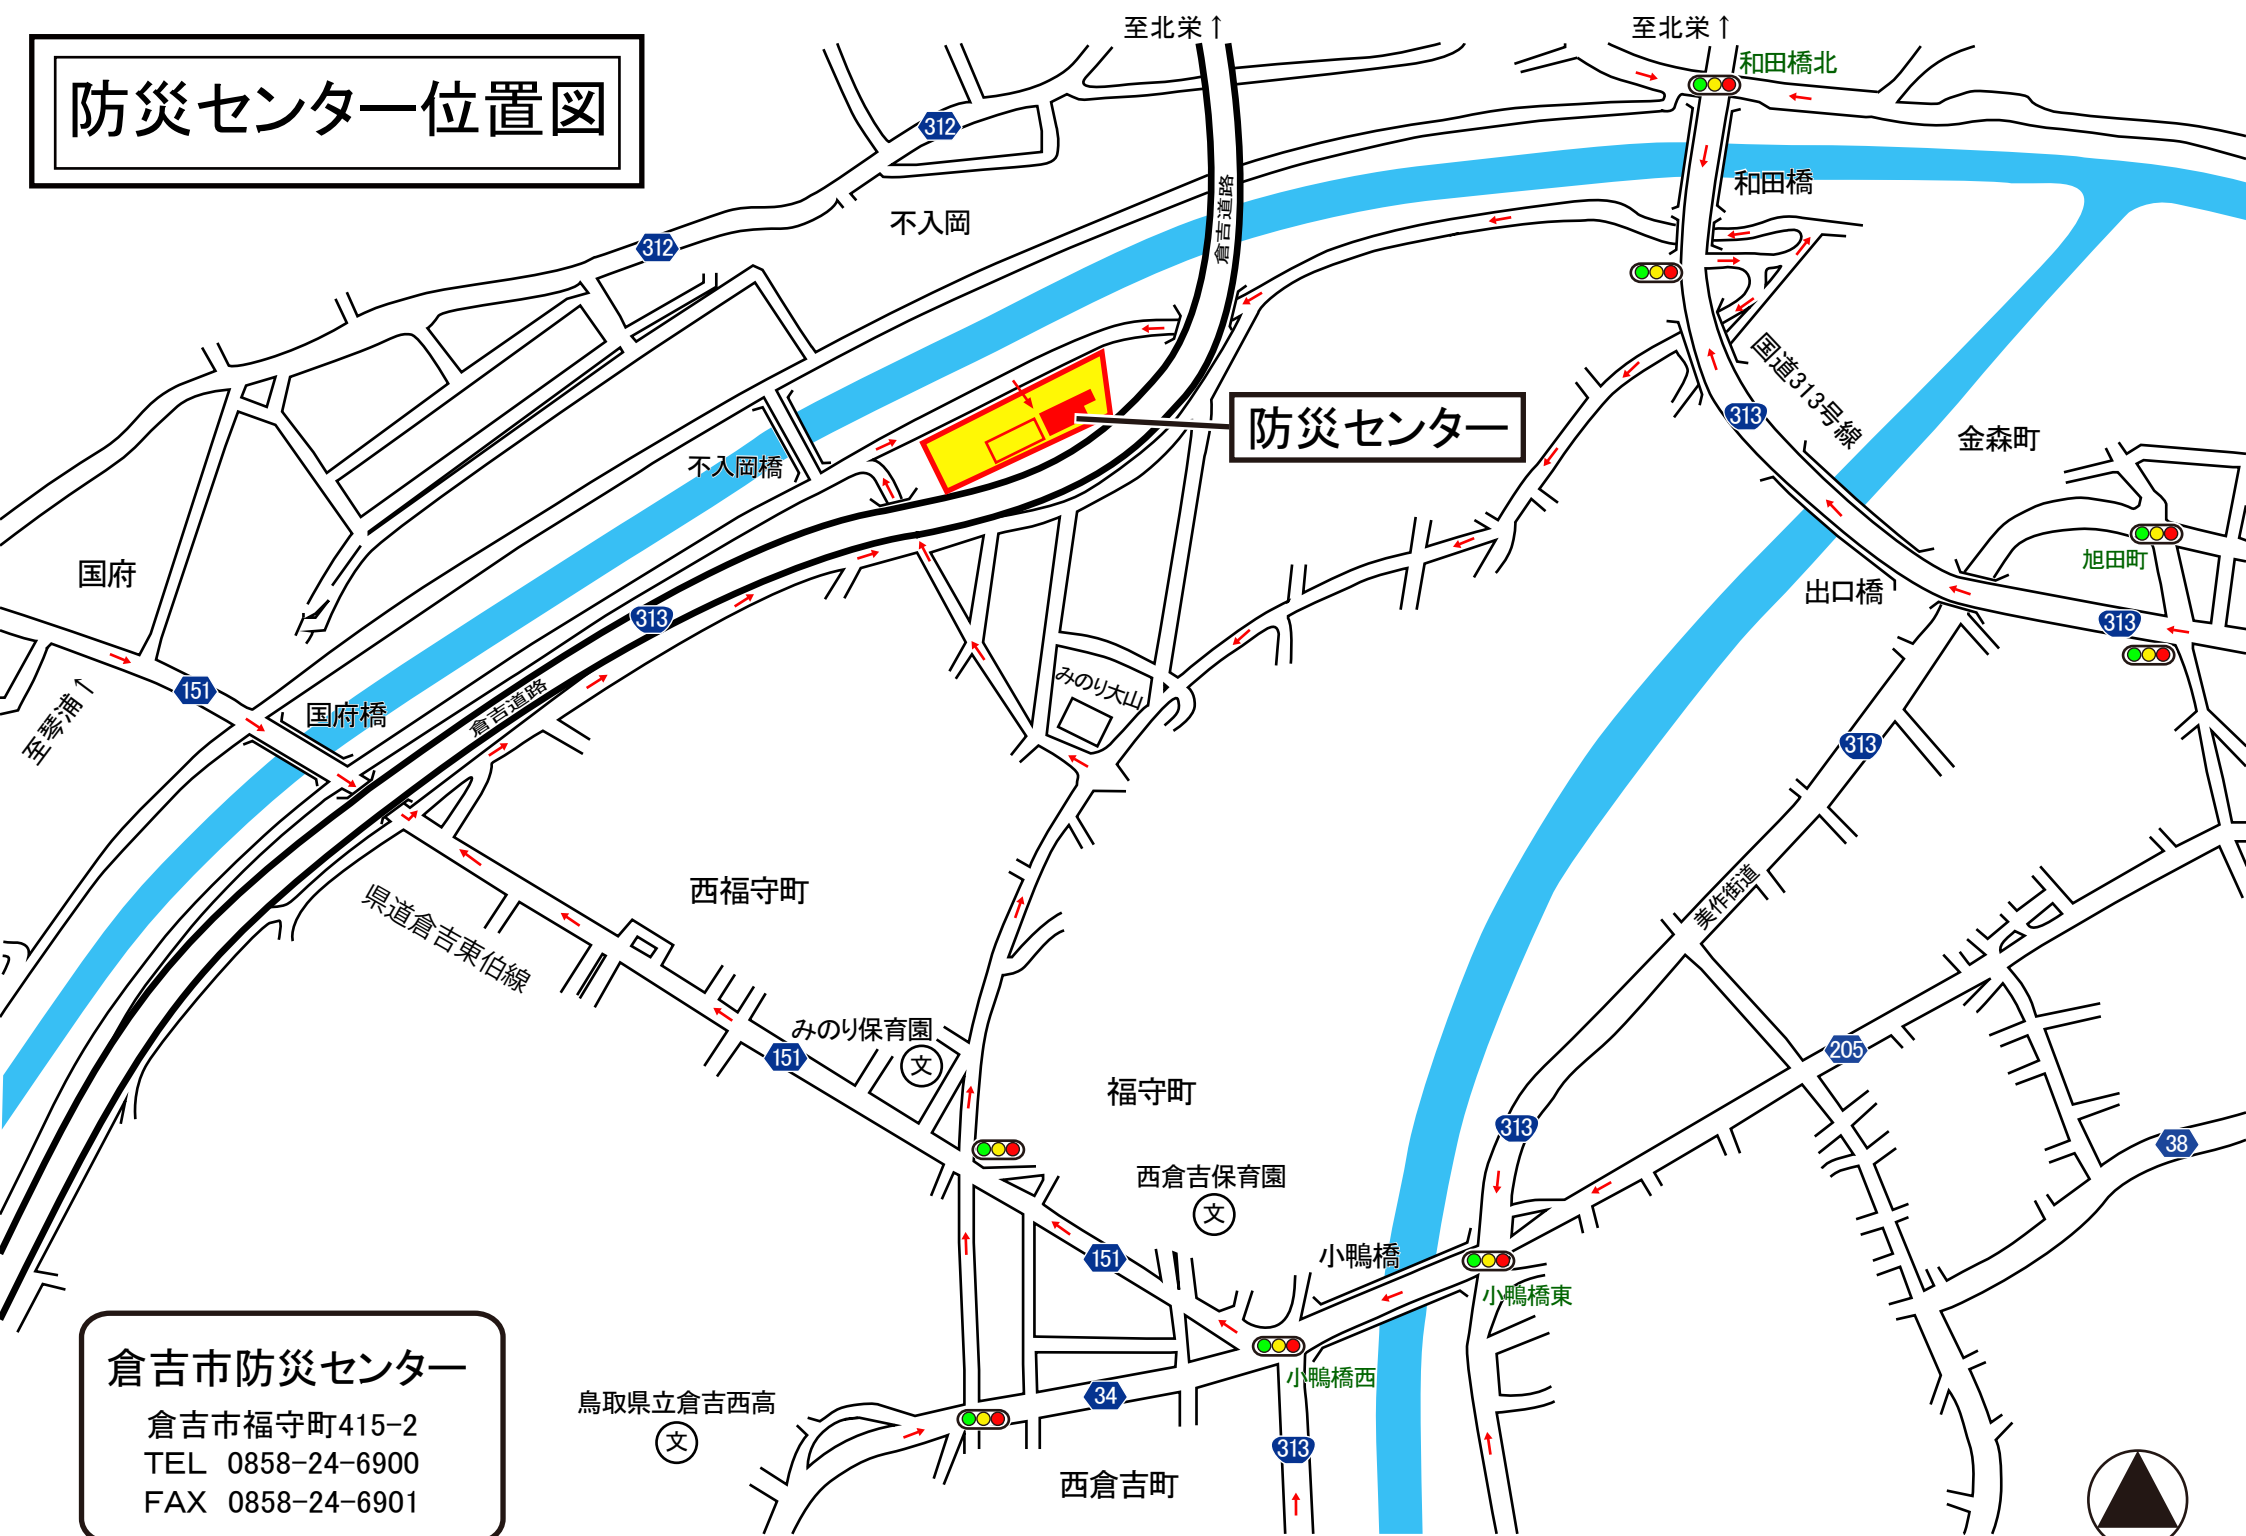 至北栄↑
至北栄↑
防災センター位置図
和田橋北
312
和田橋
倉吉道路
不入岡
312
国道313号線
313
防災センター
金森町
不入岡橋
旭田町
国府
出口橋
313
313
みのり大山
151
国府橋
倉吉道路
至琴浦↑
313
西福守町
美作街道
県道倉吉東伯線
みのり保育園
文
151
205
福守町
313
38
西倉吉保育園
文
小鴨橋
151
小鴨橋東
小鴨橋西
倉吉市防災センター
倉吉市福守町415-2
TEL 0858-24-6900
FAX 0858-24-6901
鳥取県立倉吉西高
文
34
313
西倉吉町